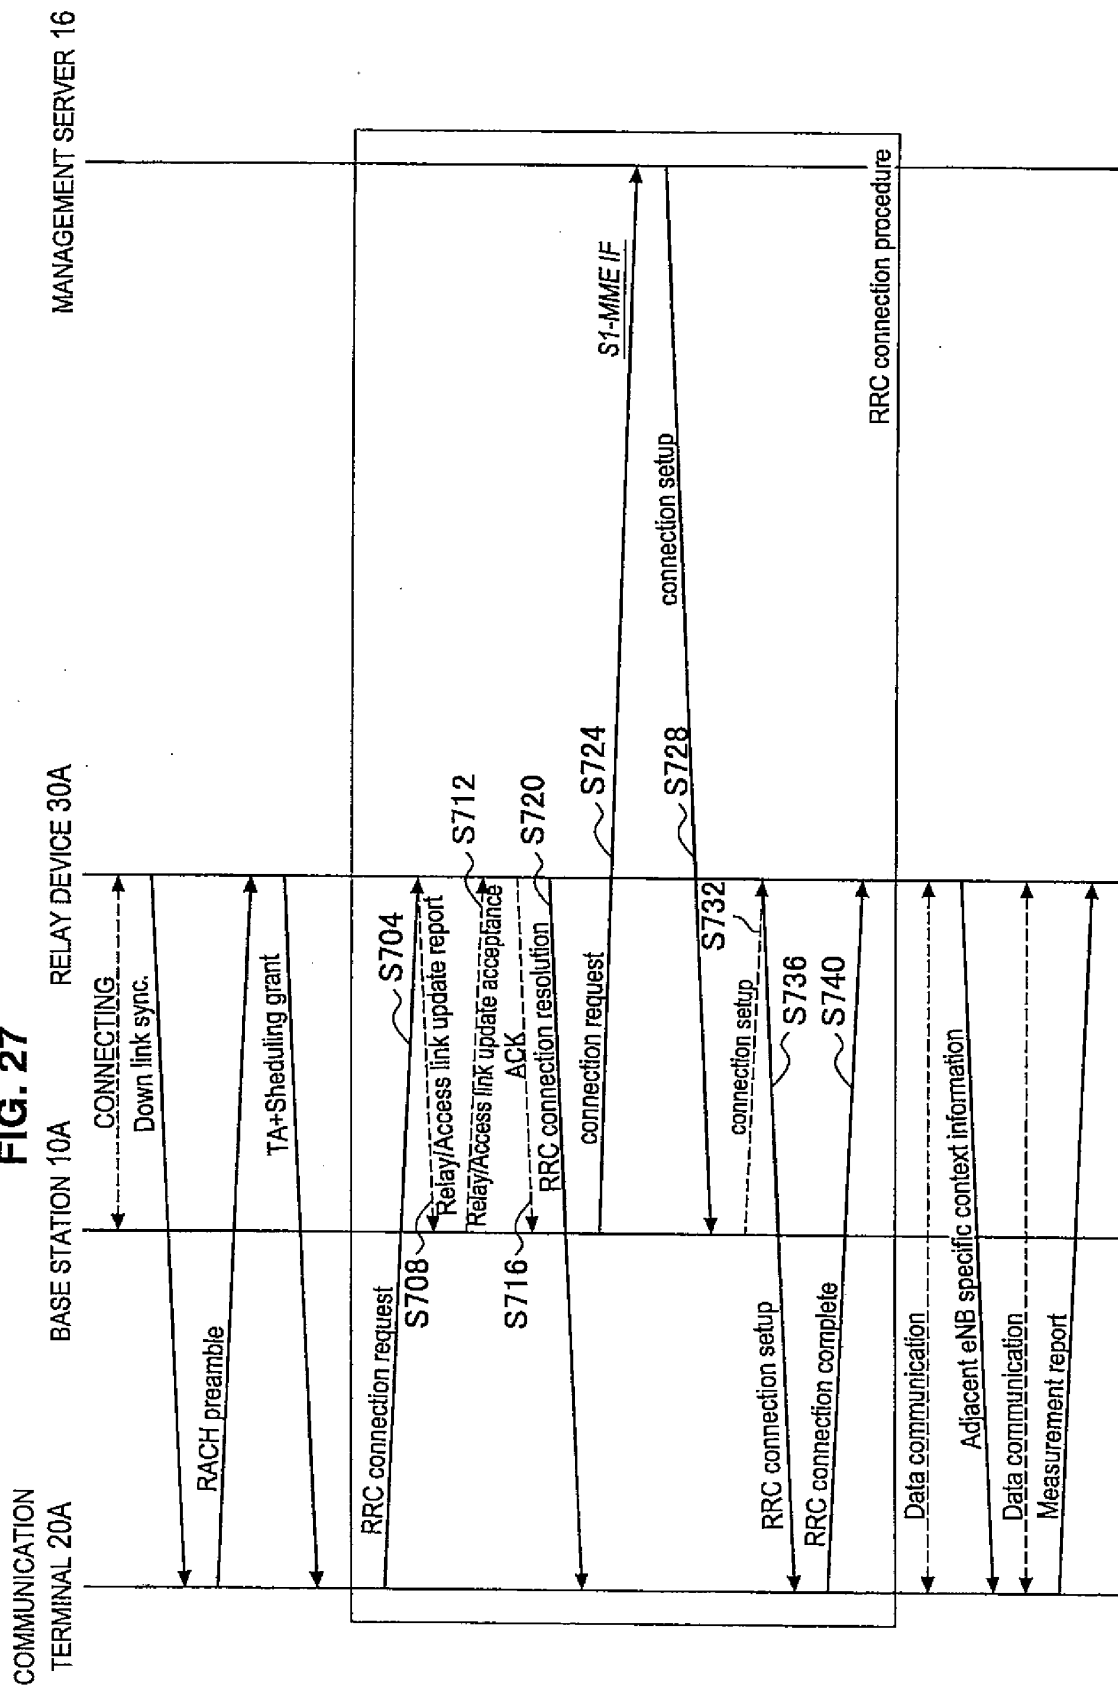 FIG. 27
COMMUNICATION
TERMINAL 20A
BASE STATION 10A
RELAY DEVICE 30A
MANAGEMENT SERVER 16
CONNECTING
Down link sync.
RACH preamble
TA+Sheduling grant
RRC connection request
S704
S708
Relay/Access link update report
S712
Relay/Access link update acceptance
S716
ACK
S720
RRC connection resolution
connection request
S724
S1-MME IF
connection setup
S728
S732
connection setup
RRC connection setup
S736
RRC connection complete
S740
RRC connection procedure
Data communication
Adjacent eNB specific context information
Data communication
Measurement report